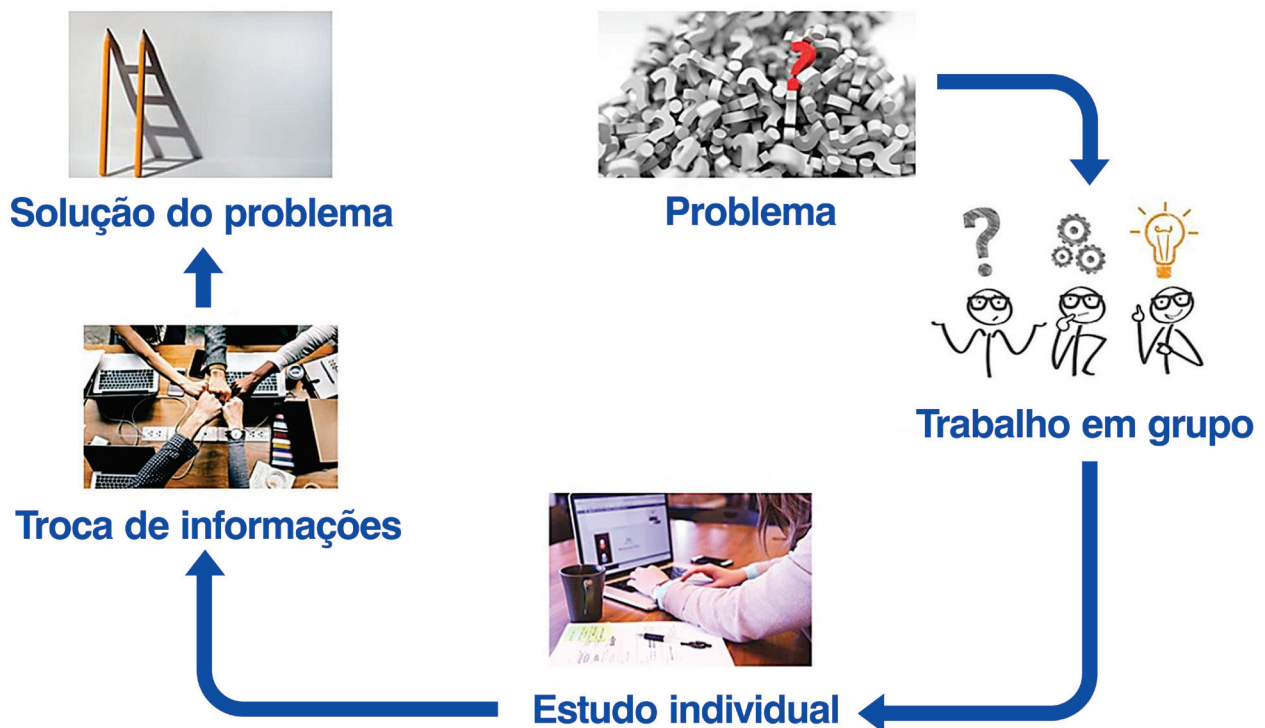 Problema
Trabalho em grupo
Estudo individual
Troca de informações
Solução do problema